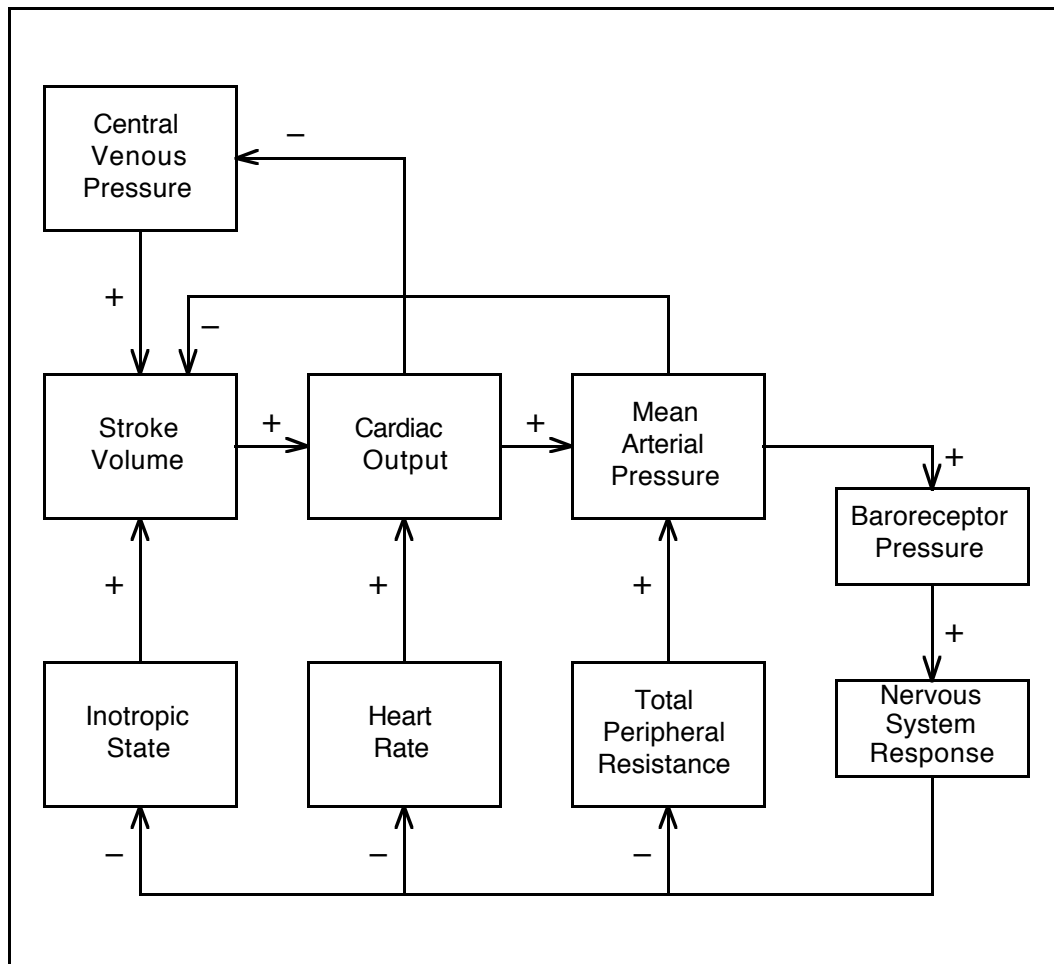 Central
Venous
Pressure
–
+
–
Stroke
Volume
+
Cardiac
Output
+
Mean
Arterial
Pressure
+
Baroreceptor
Pressure
+
+
+
+
Inotropic
State
Heart
Rate
Total
Peripheral
Resistance
Nervous
System
Response
–
–
–